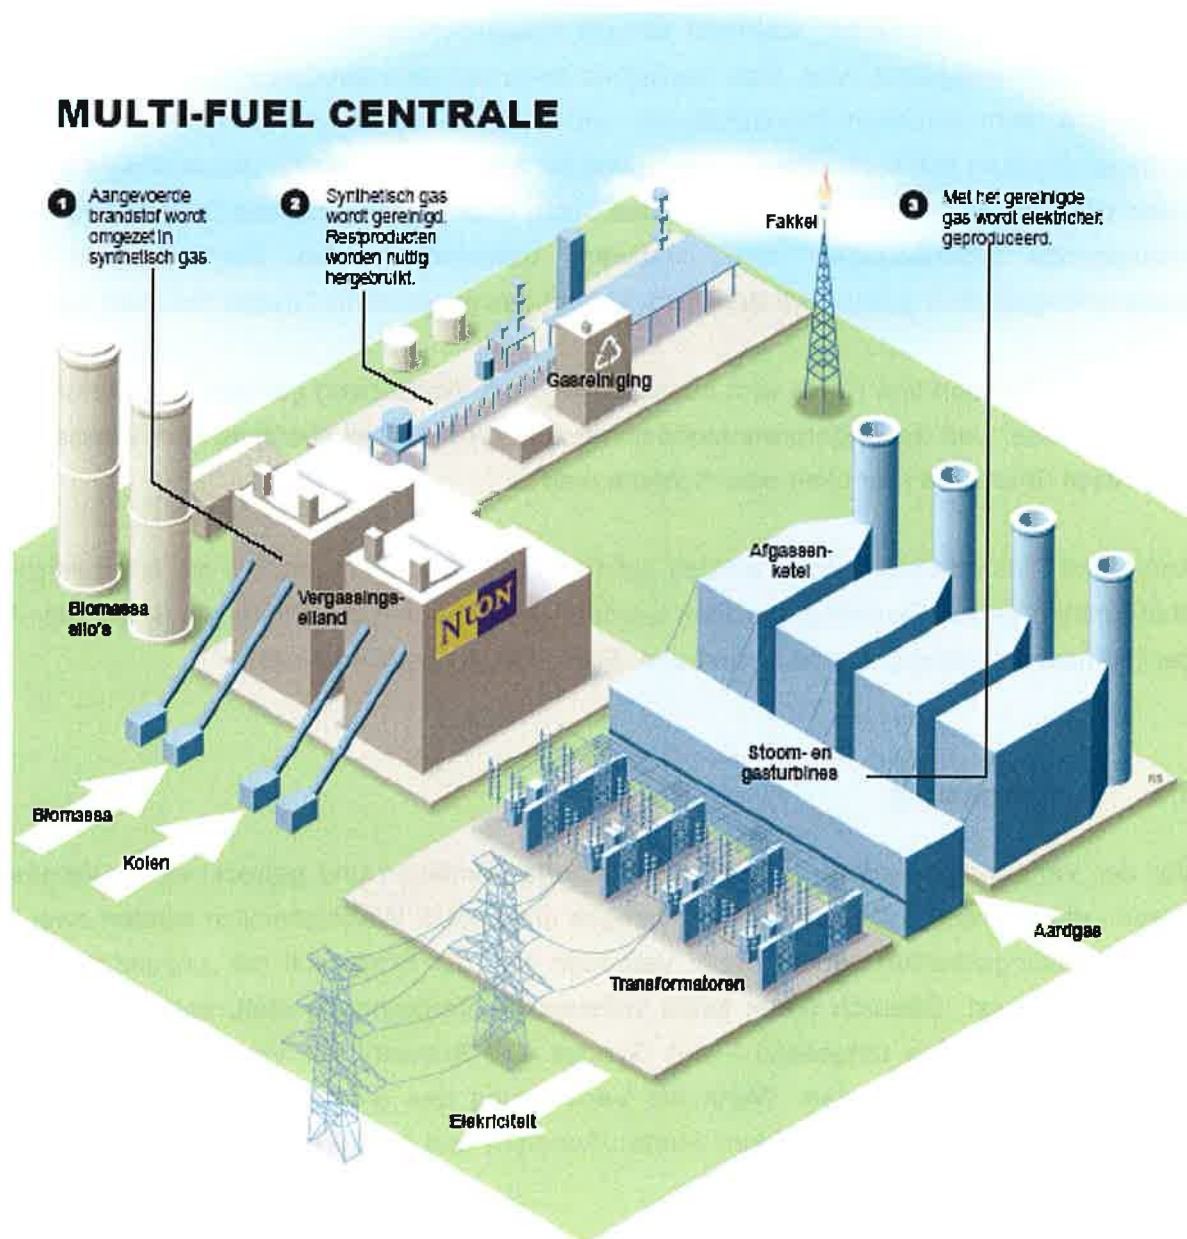 MULTI-FUEL CENTRALE
1 Aangevoerde
brandstof wordt
omgezet in
synthetisch gas.
2 Synthetisch gas
wordt gereinigd.
Restproducten
worden nuttig
hergebruikt.
Fakkel
3 Met het gereinigde
gas wordt elektriciteit
geproduceerd.
Gasreiniging
Biomassa
silo's
Vergassings-
eiland
NUON
Afgassen-
ketel
Stoom- en
gasturbines
Biomassa
Kolen
Aardgas
Transformatoren
Elekriciteit